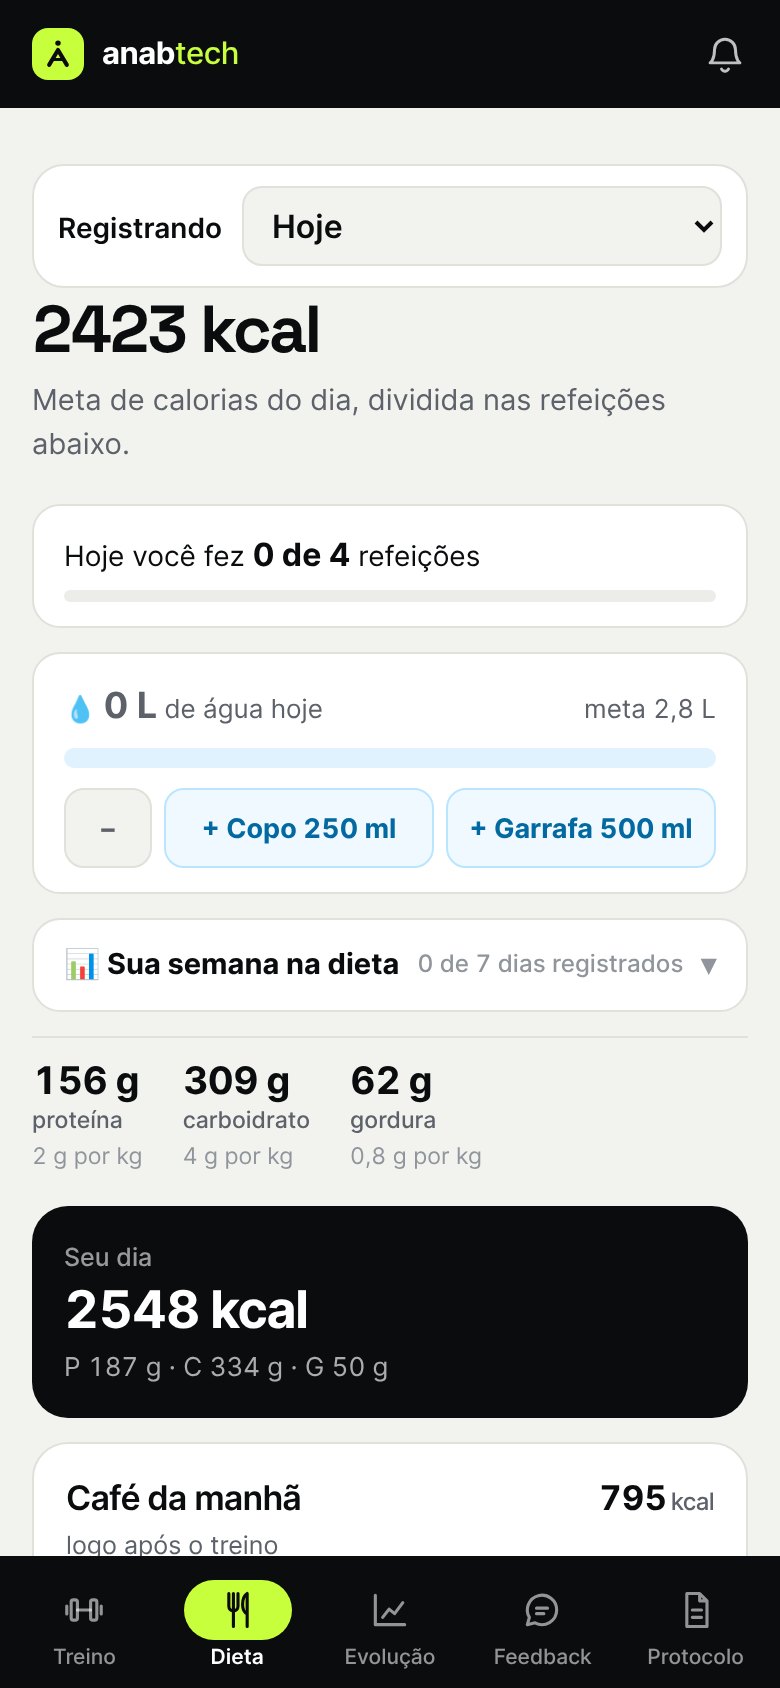 anabtech
Registrando Hoje
2423 kcal
Meta de calorias do dia, dividida nas refeições
abaixo.
Hoje você fez 0 de 4 refeições
0 L de água hoje meta 2,8 L
– + Copo 250 ml + Garrafa 500 ml
Sua semana na dieta 0 de 7 dias registrados ▼
156 g 309 g 62 g
proteína carboidrato gordura
2 g por kg 4 g por kg 0,8 g por kg
Seu dia
2548 kcal
P 187 g · C 334 g · G 50 g
Café da manhã 795 kcal
logo após o treino
Treino Dieta Evolução Feedback Protocolo